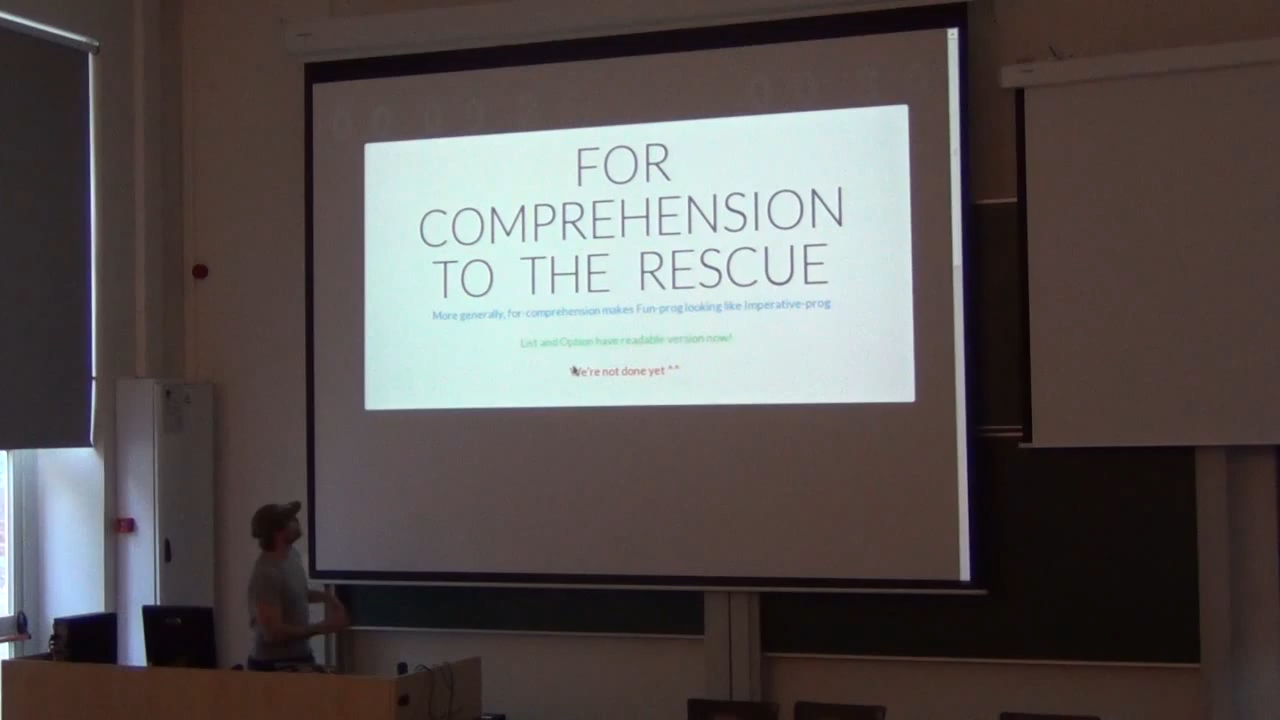 FOR
COMPREHENSION
TO THE RESCUE
More generally, for-comprehension makes Fun-prog looking like Imperative-prog
List and Option have readable version now!
We're not done yet ^^